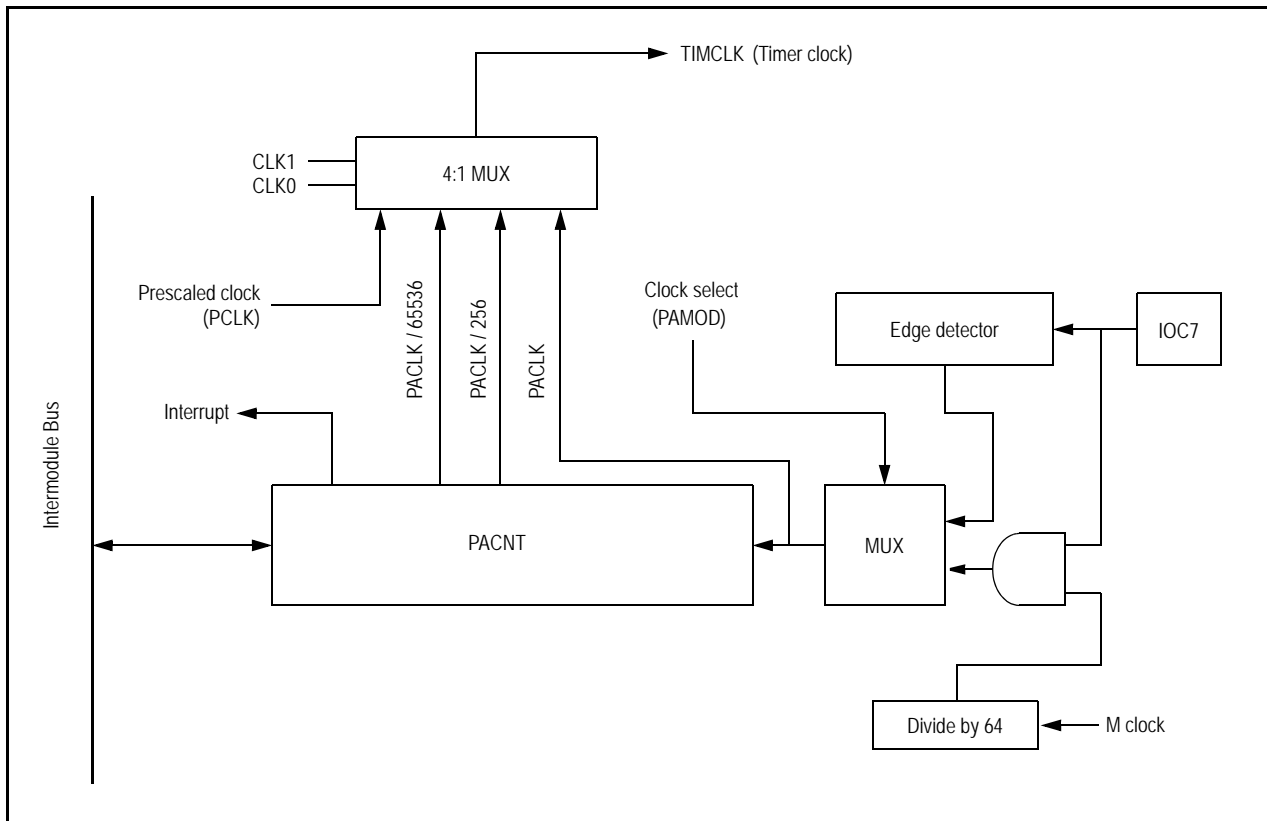 TIMCLK (Timer clock)
CLK1
CLK0
4:1 MUX
Prescaled clock
(PCLK)
PACLK / 65536
PACLK / 256
PACLK
Clock select
(PAMOD)
Edge detector
IOC7
Interrupt
Intermodule Bus
PACNT
MUX
Divide by 64
M clock